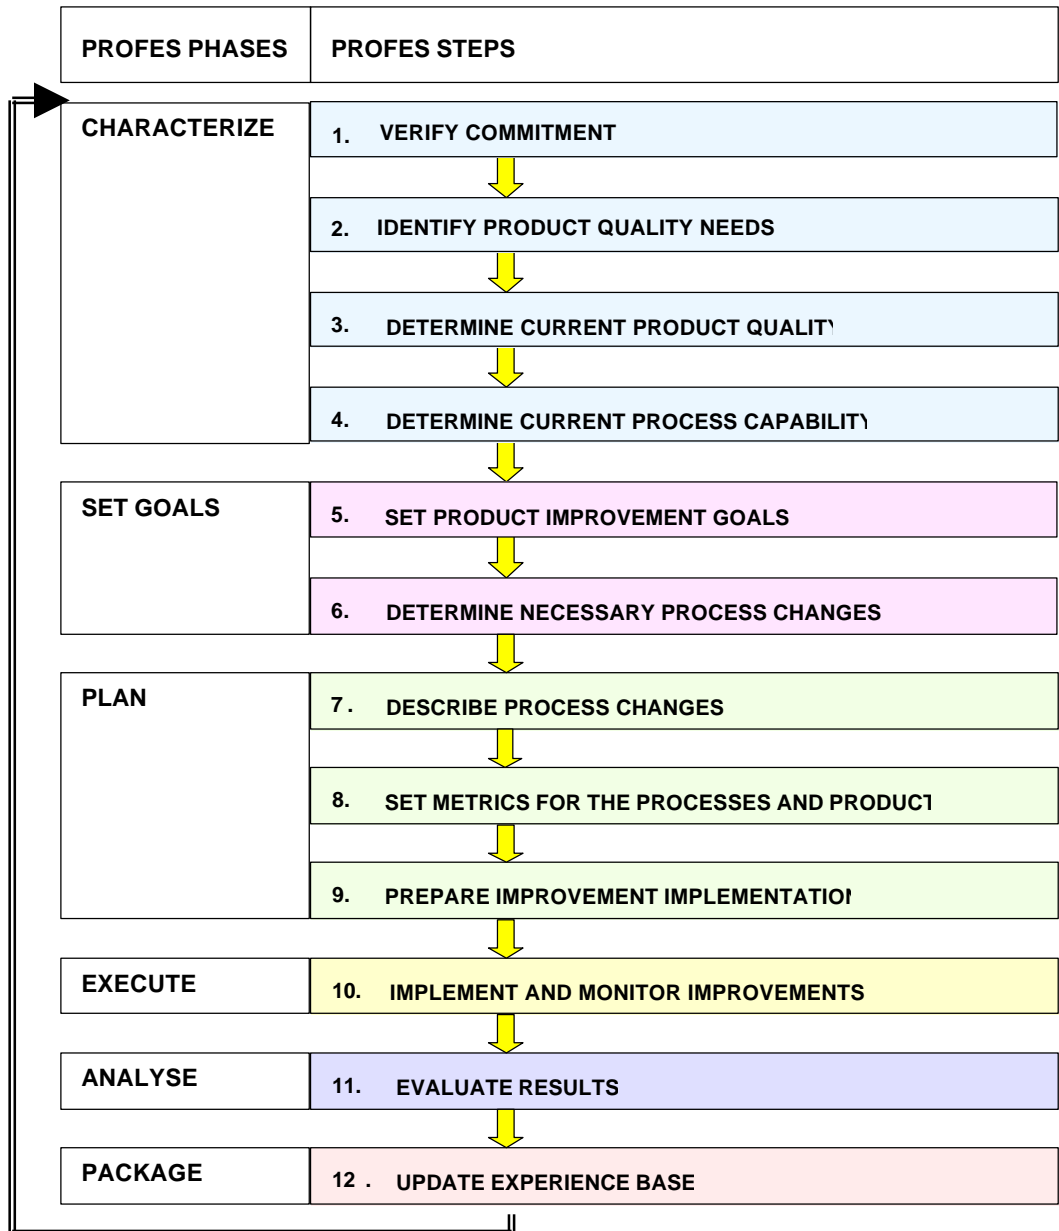 PROFES PHASES PROFES STEPS
CHARACTERIZE
1. VERIFY COMMITMENT
2. IDENTIFY PRODUCT QUALITY NEEDS
3. DETERMINE CURRENT PRODUCT QUALITY
4. DETERMINE CURRENT PROCESS CAPABILITY
SET GOALS
5. SET PRODUCT IMPROVEMENT GOALS
6. DETERMINE NECESSARY PROCESS CHANGES
PLAN
7. DESCRIBE PROCESS CHANGES
8. SET METRICS FOR THE PROCESSES AND PRODUCT
9. PREPARE IMPROVEMENT IMPLEMENTATION
EXECUTE
10. IMPLEMENT AND MONITOR IMPROVEMENTS
ANALYSE
11. EVALUATE RESULTS
PACKAGE
12. UPDATE EXPERIENCE BASE